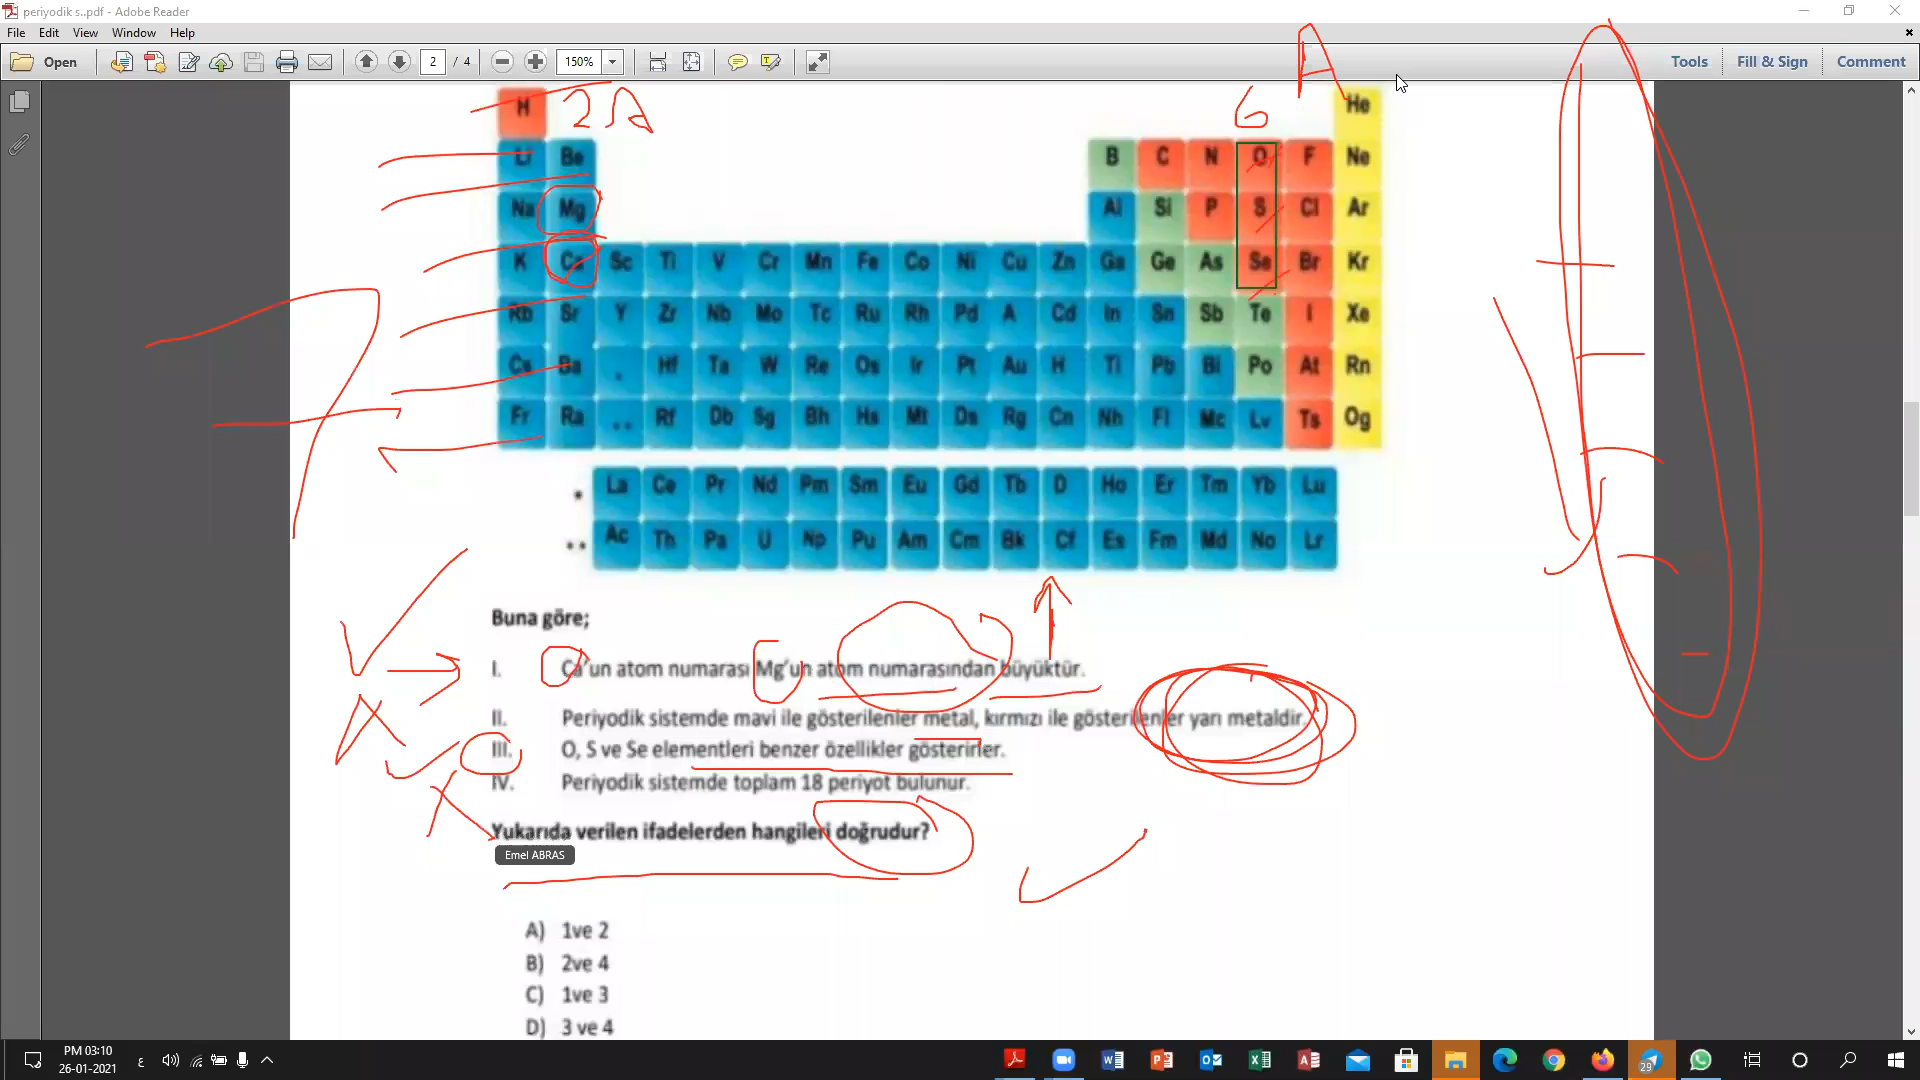 periyodik s..pdf - Adobe Reader
File Edit View Window Help
Open 2 / 4 150% Tools Fill & Sign Comment
A
H 2A 6 He
Li Be B C N O F Ne
Na Mg Al Si P S Cl Ar
K Ca Sc Ti V Cr Mn Fe Co Ni Cu Zn Ga Ge As Se Br Kr
Rb Sr Y Zr Nb Mo Tc Ru Rh Pd A Cd In Sn Sb Te I Xe
Cs Ba . Hf Ta W Re Os Ir Pt Au H Tl Pb Bi Po At Rn
Fr Ra .. Rf Db Sg Bh Hs Mt Ds Rg Cn Nh Fl Mc Lv Ts Og
7
• La Ce Pr Nd Pm Sm Eu Gd Tb D Ho Er Tm Yb Lu
•• Ac Th Pa U Np Pu Am Cm Bk Cf Es Fm Md No Lr
Buna göre;
I. Ca'un atom numarası Mg'un atom numarasından büyüktür.
II. Periyodik sistemde mavi ile gösterilenler metal, kırmızı ile gösterilenler yarı metaldir.
III. O, S ve Se elementleri benzer özellikler gösterirler.
IV. Periyodik sistemde toplam 18 periyot bulunur.
Yukarıda verilen ifadelerden hangileri doğrudur?
Emel ABRAS
A) 1ve 2
B) 2ve 4
C) 1ve 3
D) 3 ve 4
PM 03:10
26-01-2021
ع
29